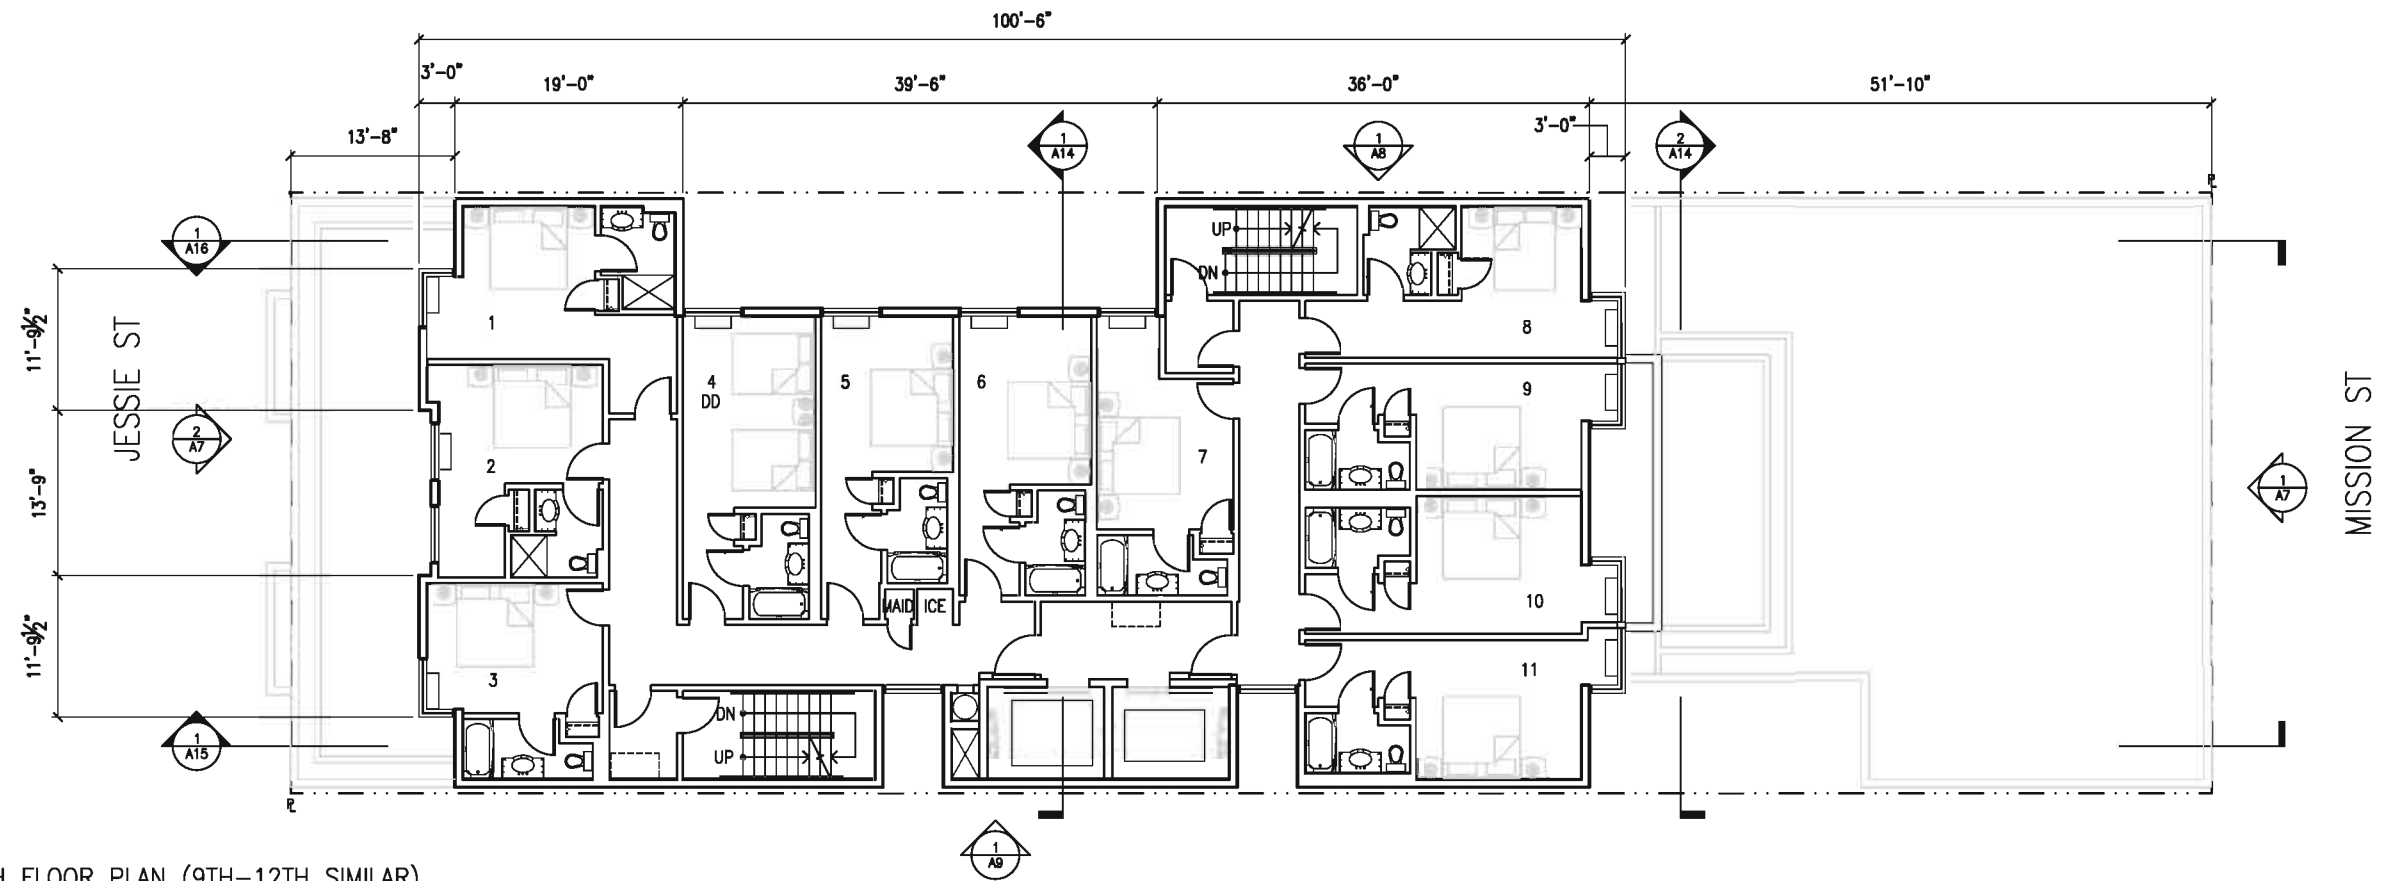 100'-6"
3'-0"
19'-0"
39'-6"
36'-0"
51'-10"
13'-8"
3'-0"
1
A14
1
A8
2
A14
PL
1
A16
UP
DN
11'-9½"
JESSIE ST
1
8
4
DD
5
6
9
MISSION ST
2
A7
2
7
1
A7
13'-9"
MAID
ICE
10
11'-9½"
3
11
DN
UP
1
A15
PL
1
A9
FLOOR PLAN (9TH-12TH SIMILAR)